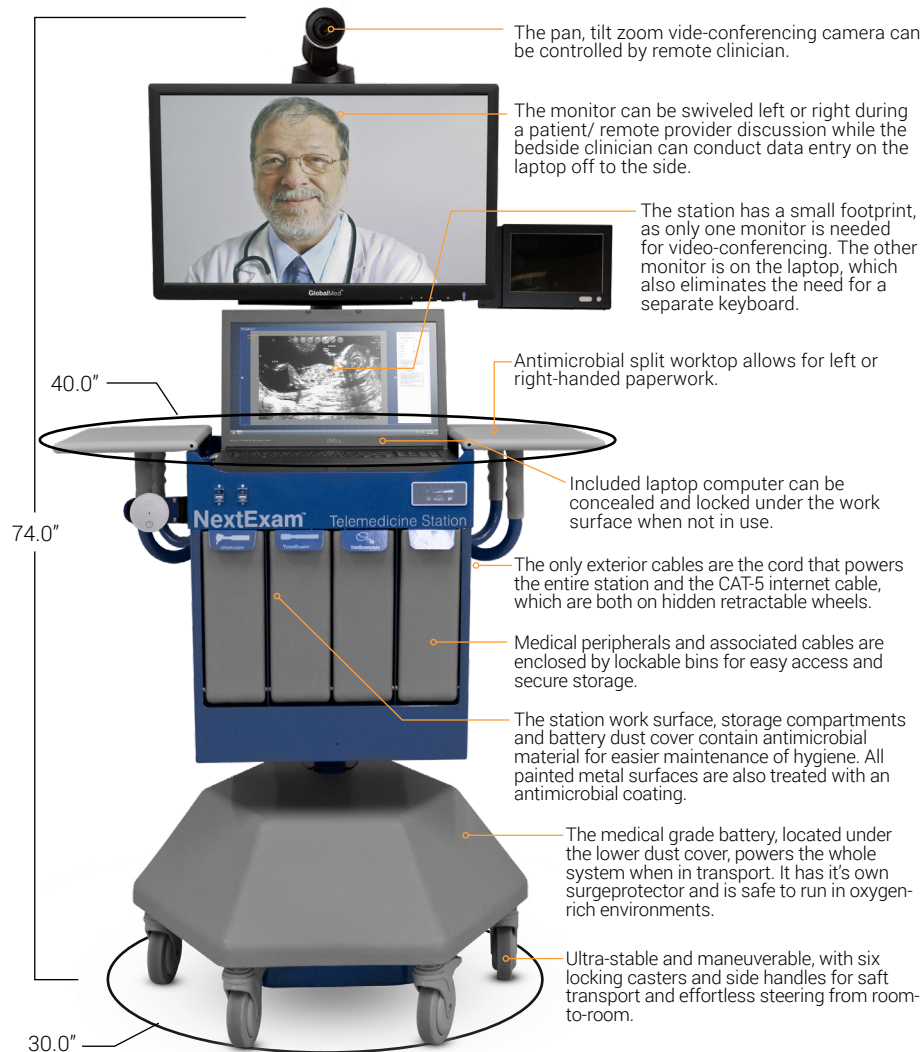 The pan, tilt zoom vide-conferencing camera can
be controlled by remote clinician.
The monitor can be swiveled left or right during
a patient/ remote provider discussion while the
bedside clinician can conduct data entry on the
laptop off to the side.
The station has a small footprint,
as only one monitor is needed
for video-conferencing. The other
monitor is on the laptop, which
also eliminates the need for a
separate keyboard.
GlobalMed™
Antimicrobial split worktop allows for left or
right-handed paperwork.
40.0”
Included laptop computer can be
concealed and locked under the work
surface when not in use.
NextExam™ Telemedicine Station
74.0”
The only exterior cables are the cord that powers
the entire station and the CAT-5 internet cable,
which are both on hidden retractable wheels.
Medical peripherals and associated cables are
enclosed by lockable bins for easy access and
secure storage.
The station work surface, storage compartments
and battery dust cover contain antimicrobial
material for easier maintenance of hygiene. All
painted metal surfaces are also treated with an
antimicrobial coating.
The medical grade battery, located under
the lower dust cover, powers the whole
system when in transport. It has it’s own
surgeprotector and is safe to run in oxygen-
rich environments.
Ultra-stable and maneuverable, with six
locking casters and side handles for saft
transport and effortless steering from room-
to-room.
30.0”